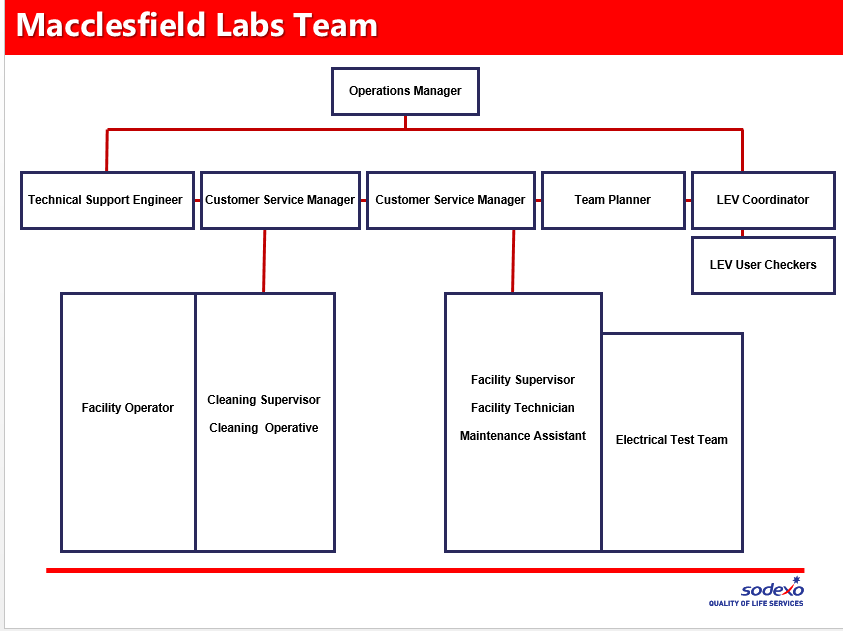 Macclesfield Labs Team
Operations Manager
Technical Support Engineer
Customer Service Manager
Customer Service Manager
Team Planner
LEV Coordinator
LEV User Checkers
Facility Operator
Cleaning Supervisor
Cleaning Operative
Facility Supervisor
Facility Technician
Maintenance Assistant
Electrical Test Team
sodexo
QUALITY OF LIFE SERVICES